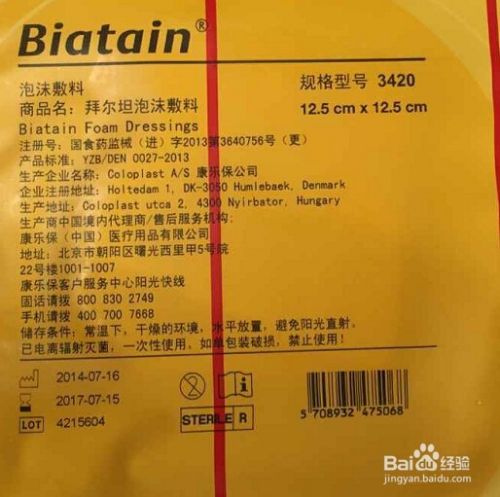 Biatain®
泡沫敷料
规格型号 3420
商品名：拜尔坦泡沫敷料
12.5 cm x 12.5 cm
Biatain Foam Dressings
注册号：国食药监械（进）字2013第3640756号（更）
产品标准：YZB/DEN 0027-2013
生产企业名称：Coloplast A/S 康乐保公司
企业注册地址：Holtedam 1, DK-3050 Humlebaek, Denmark
生产地址：Coloplast utca 2, 4300 Nyirbator, Hungary
生产商中国境内代理商/售后服务机构：
康乐保（中国）医疗用品有限公司
地址：北京市朝阳区曙光西里甲5号院
22号楼1001-1007
康乐保客户服务中心阳光快线
固话请拨 800 830 2749
手机请拨 400 700 7668
储存条件：常温下，干燥的环境，水平放置，避免阳光直射。
已电离辐射灭菌，一次性使用，如单包装破损，禁止使用。
2014-07-16
2017-07-15
LOT 4215604
2
i
STERILE R
5 708932 475068
Baidu经验
jingyan.baidu.com